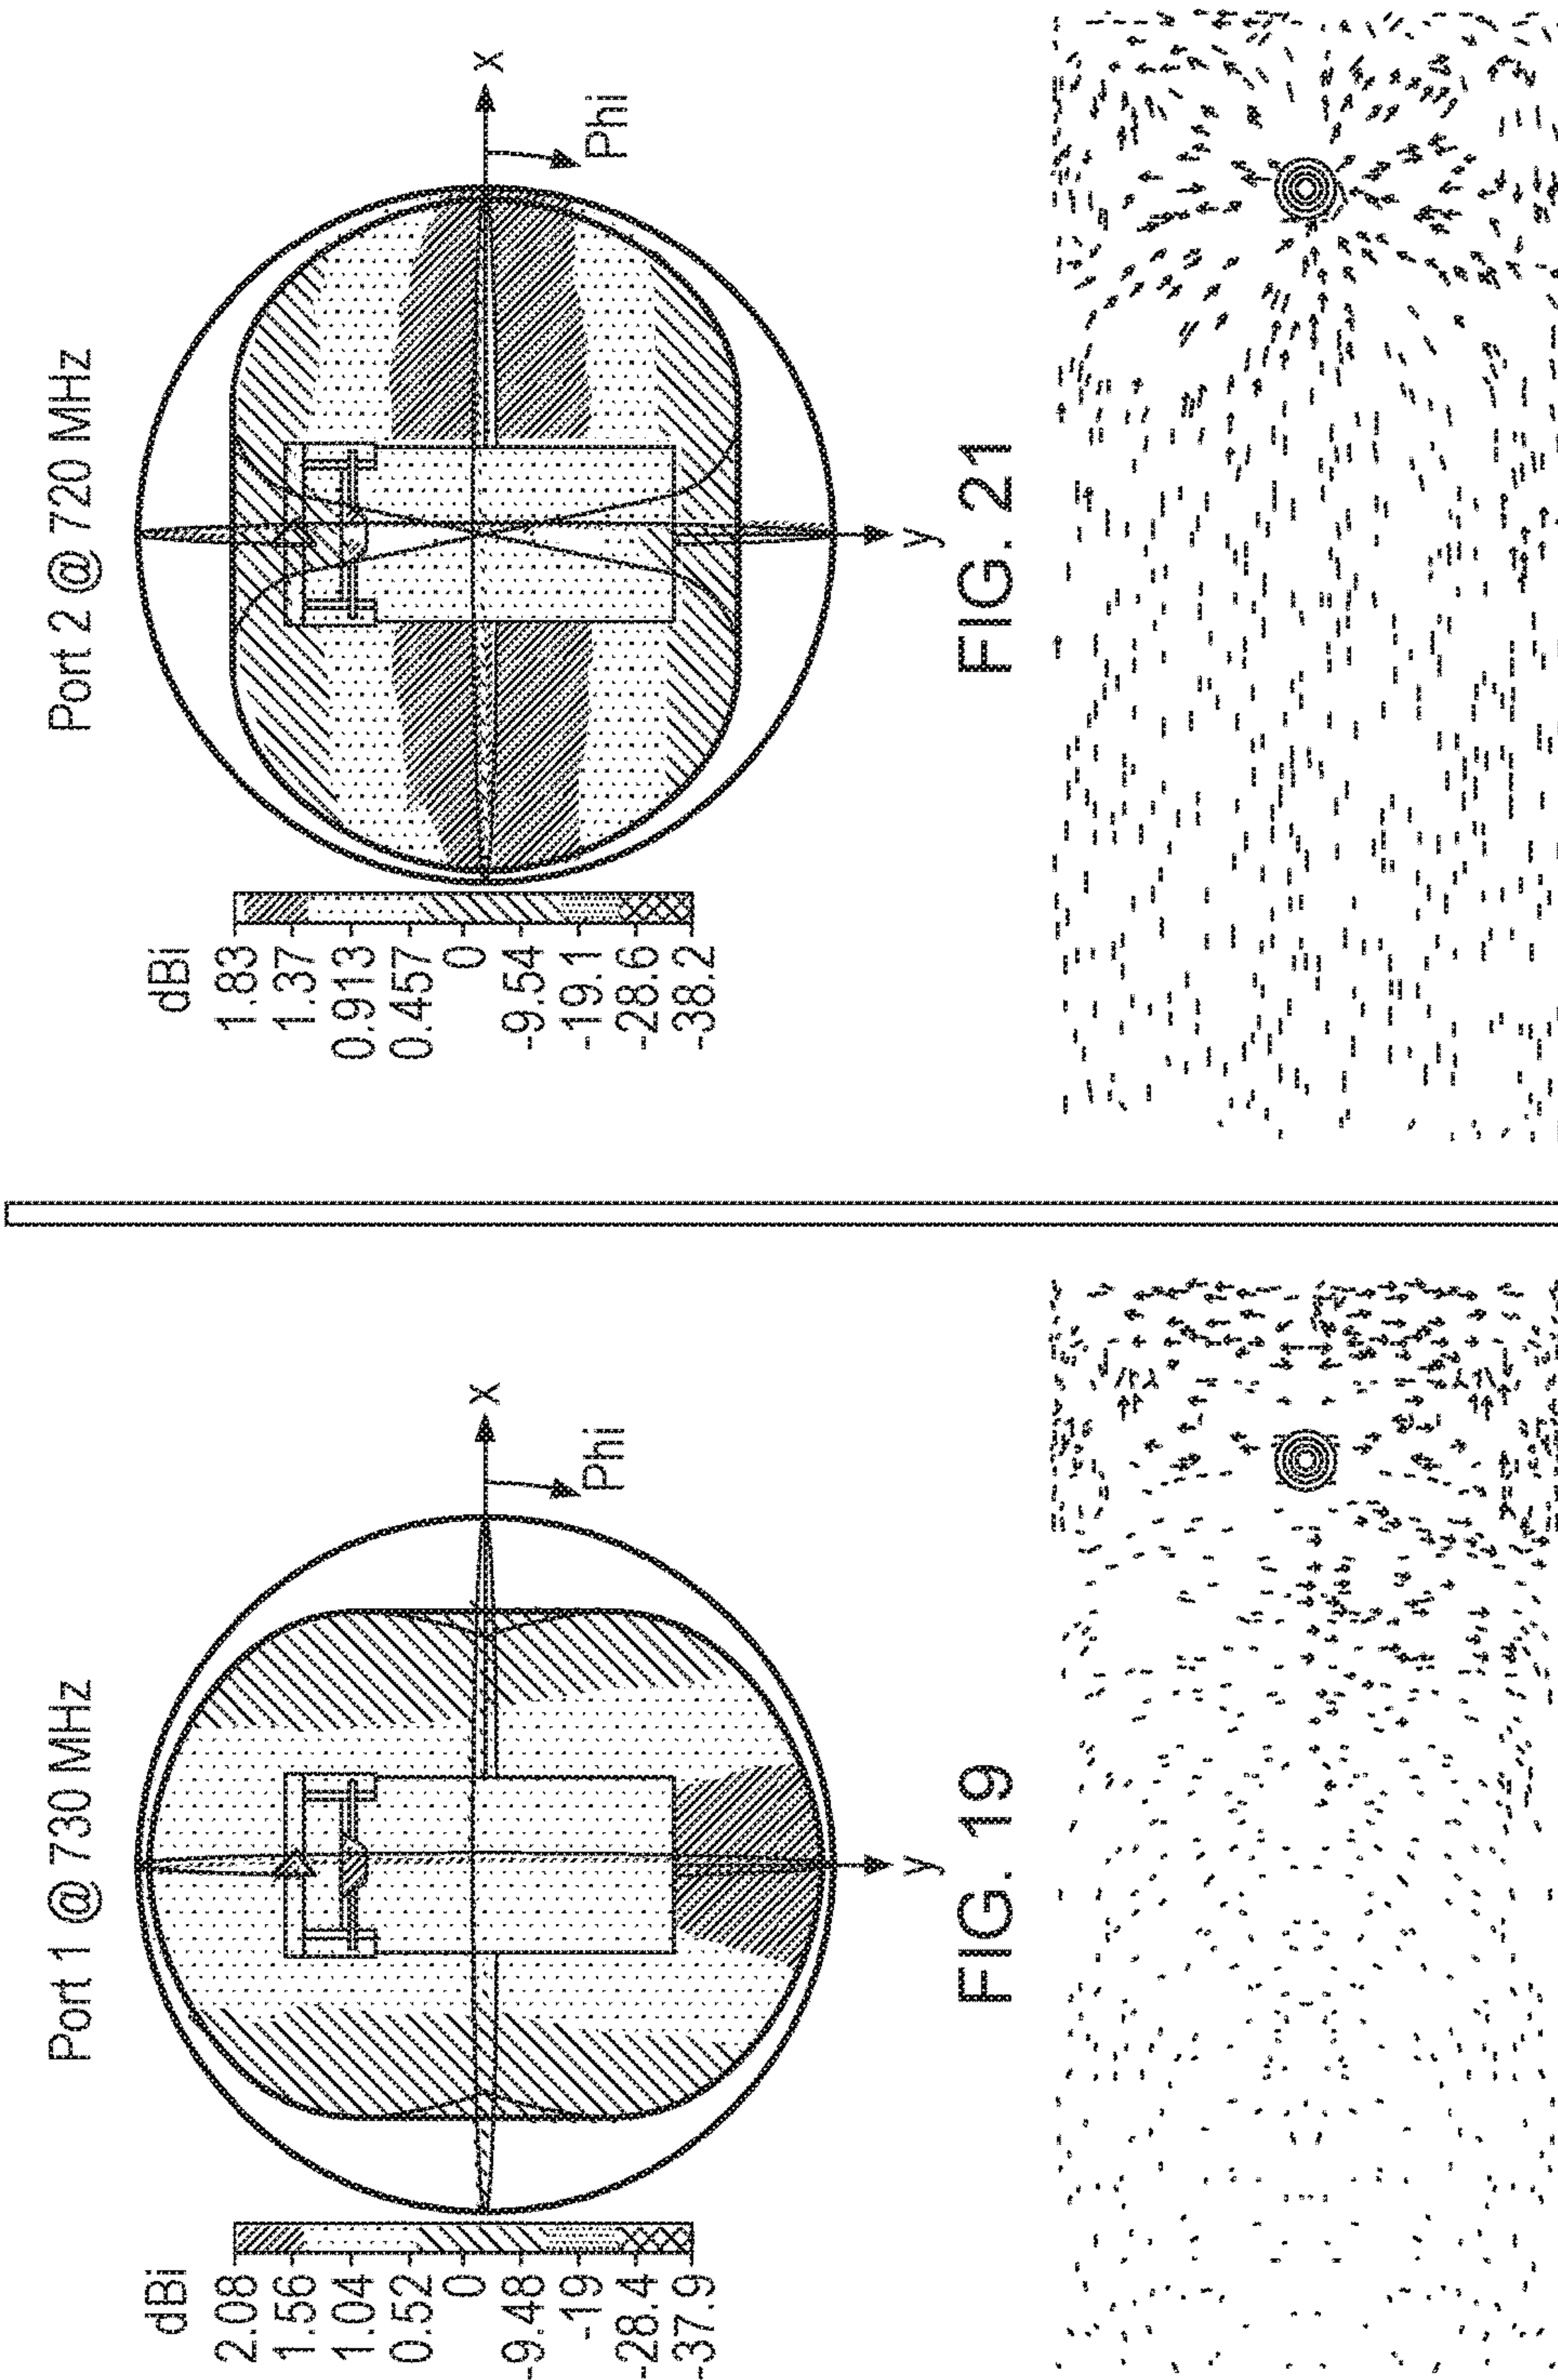 Port 1 @ 730 MHz
dBi
2.08
1.56
1.04
0.52
0
-9.48
-19
-28.4
-37.9
x
Phi
y
FIG. 19
Port 2 @ 720 MHz
dBi
1.83
1.37
0.913
0.457
0
-9.54
-19.1
-28.6
-38.2
x
Phi
y
FIG. 21